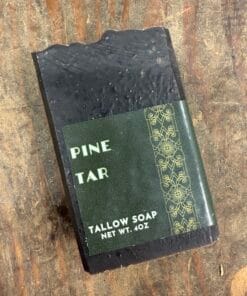 PINE
TAR
TALLOW SOAP
NET WT. 4OZ